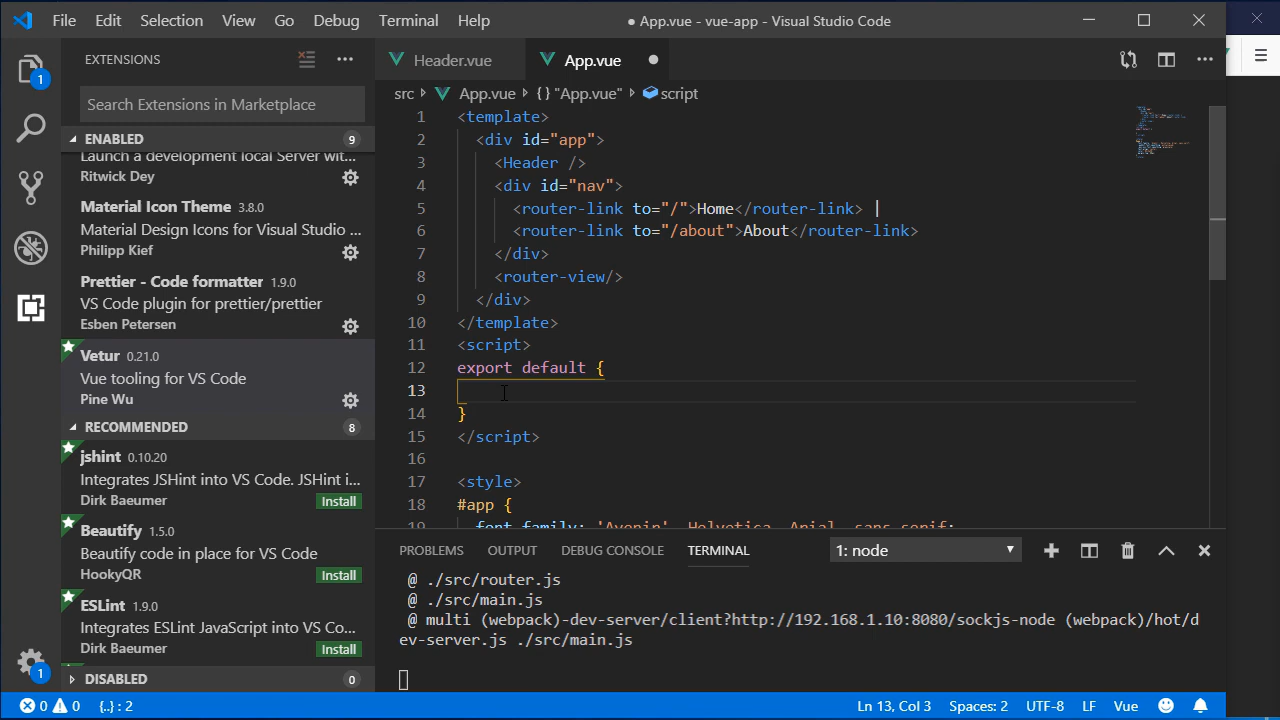 File Edit Selection View Go Debug Terminal Help
● App.vue - vue-app - Visual Studio Code
EXTENSIONS
Search Extensions in Marketplace
ENABLED 9
Launch a development local Server wit...
Ritwick Dey
Material Icon Theme 3.8.0
Material Design Icons for Visual Studio ...
Philipp Kief
Prettier - Code formatter 1.9.0
VS Code plugin for prettier/prettier
Esben Petersen
Vetur 0.21.0
Vue tooling for VS Code
Pine Wu
RECOMMENDED 8
jshint 0.10.20
Integrates JSHint into VS Code. JSHint i...
Dirk Baeumer Install
Beautify 1.5.0
Beautify code in place for VS Code
HookyQR Install
ESLint 1.9.0
Integrates ESLint JavaScript into VS Co...
Dirk Baeumer Install
DISABLED 0
1
1
Header.vue App.vue
src App.vue {} "App.vue" script
1 <template>
2 <div id="app">
3 <Header />
4 <div id="nav">
5 <router-link to="/">Home</router-link> |
6 <router-link to="/about">About</router-link>
7 </div>
8 <router-view/>
9 </div>
10 </template>
11 <script>
12 export default {
13
14 }
15 </script>
16
17 <style>
18 #app {
19 font-family: 'Avenir', Helvetica, Arial, sans-serif;
PROBLEMS OUTPUT DEBUG CONSOLE TERMINAL 1: node
@ ./src/router.js
@ ./src/main.js
@ multi (webpack)-dev-server/client?http://192.168.1.10:8080/sockjs-node (webpack)/hot/d
ev-server.js ./src/main.js
0 0 {..} : 2 Ln 13, Col 3 Spaces: 2 UTF-8 LF Vue